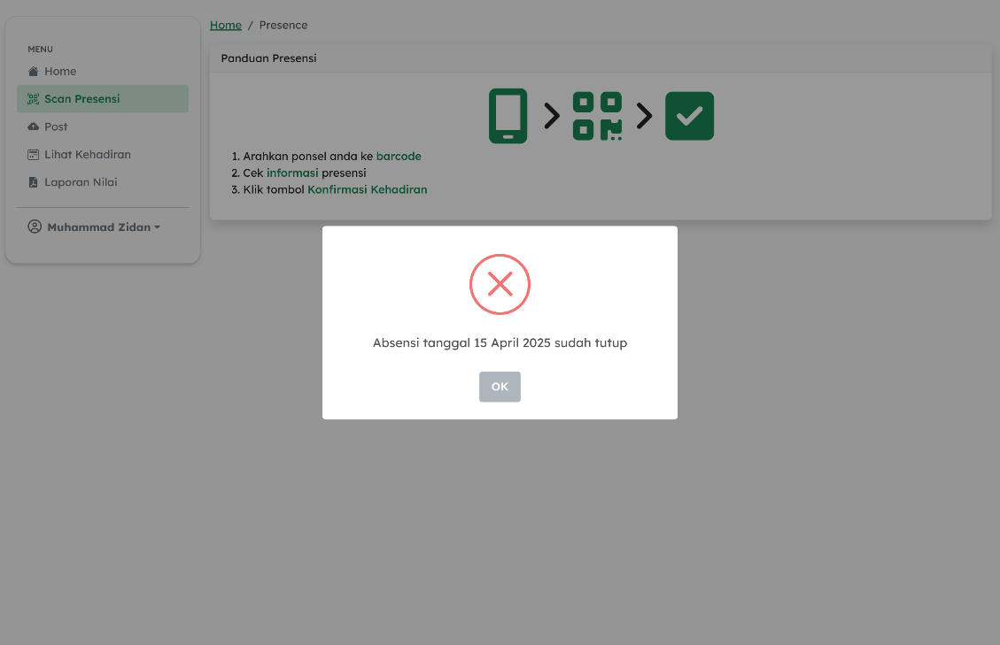 Home / Presence
MENU
Home
Scan Presensi
Post
Lihat Kehadiran
Laporan Nilai
Muhammad Zidan
Panduan Presensi
1. Arahkan ponsel anda ke barcode
2. Cek informasi presensi
3. Klik tombol Konfirmasi Kehadiran
Absensi tanggal 15 April 2025 sudah tutup
OK